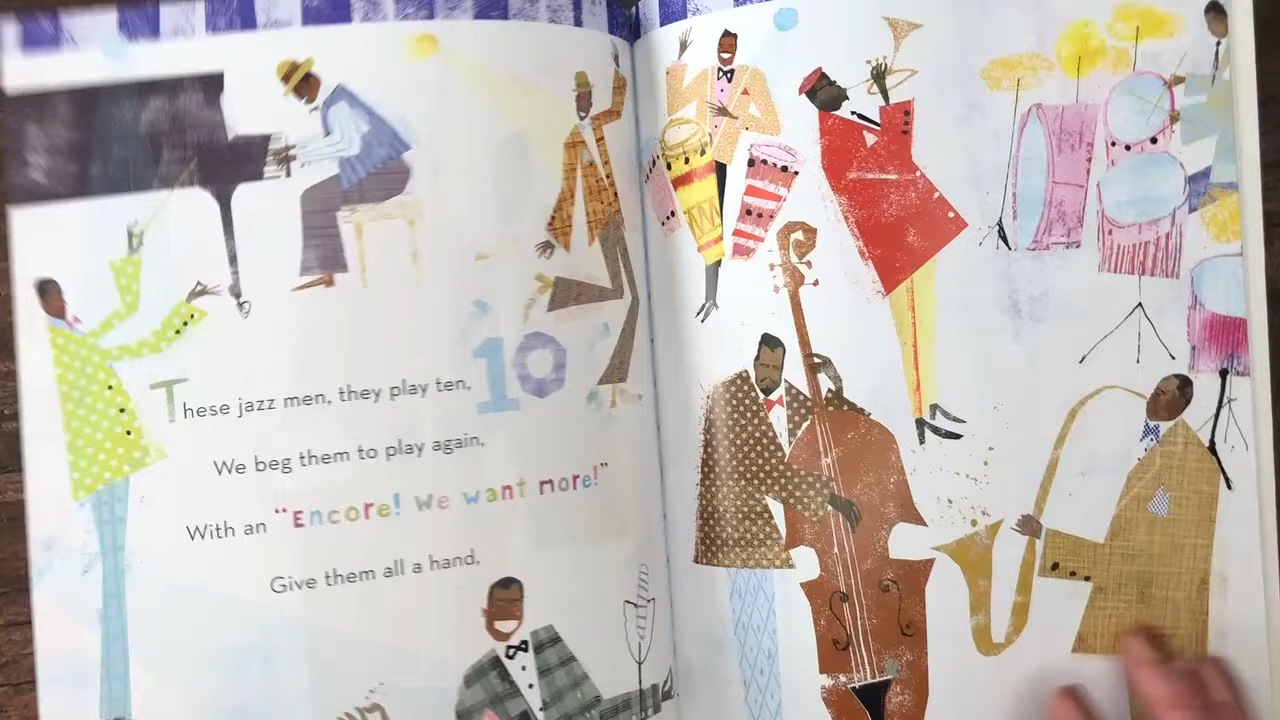 These jazz men, they play ten, 10
We beg them to play again,
With an "Encore! We want more!"
Give them all a hand,